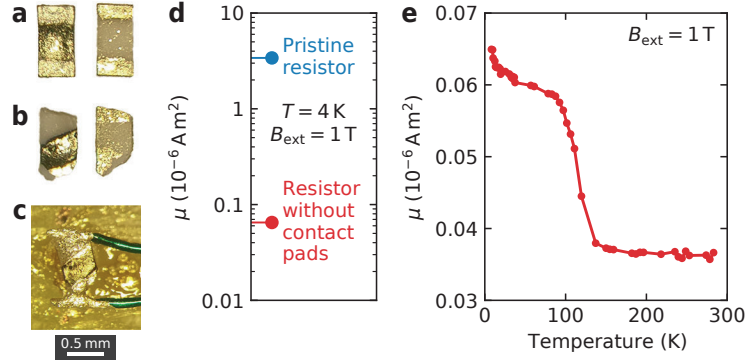 a
b
c
0.5 mm
d
μ (10⁻⁶ A m²)
10
1
0.1
0.01
Pristine
resistor
T = 4 K
B_ext = 1 T
Resistor
without
contact
pads
e
μ (10⁻⁶ A m²)
0.07
0.06
0.05
0.04
0.03
B_ext = 1 T
0
100
200
300
Temperature (K)